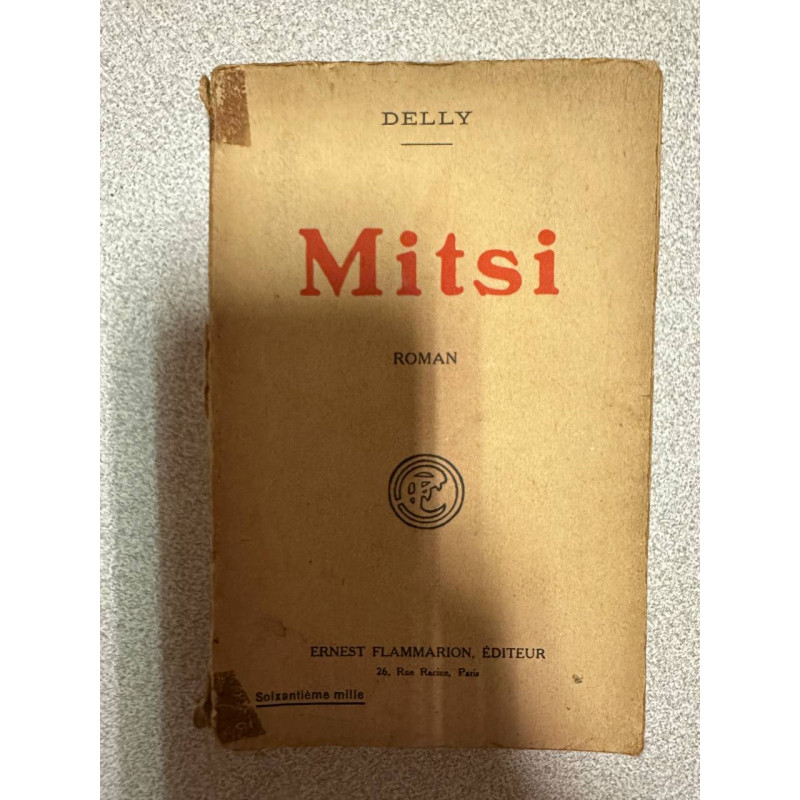 DELLY
Mitsi
ROMAN
ERNEST FLAMMARION, ÉDITEUR
26, Rue Racine, Paris
Soixantième mille